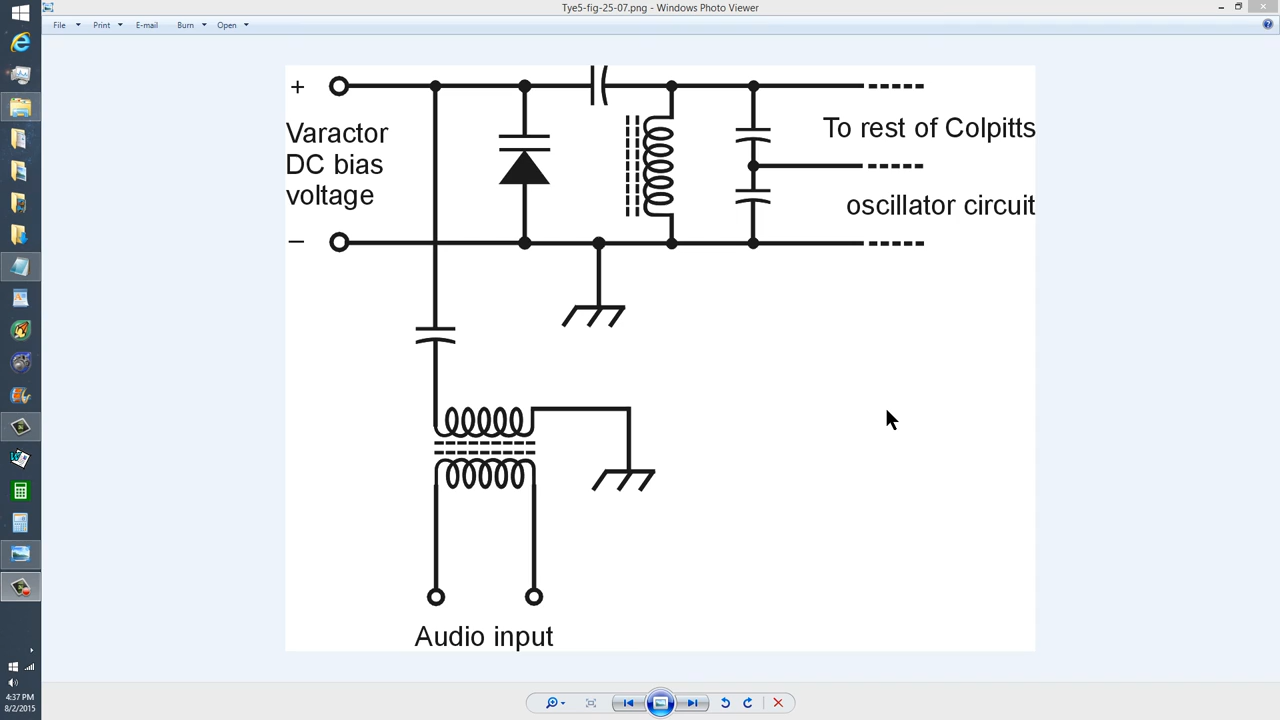 Tye5-fig-25-07.png - Windows Photo Viewer
File Print E-mail Burn Open
+
Varactor
DC bias
voltage
−
To rest of Colpitts
oscillator circuit
Audio input
4:37 PM
8/2/2015